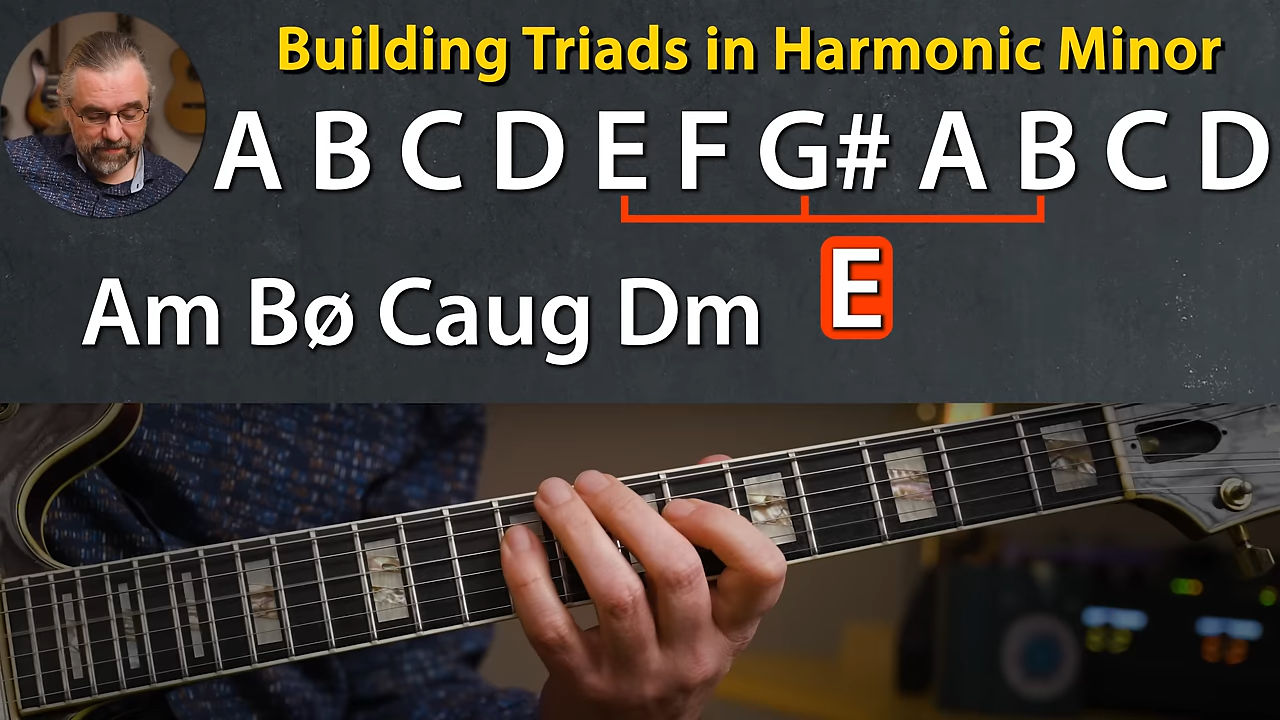 Building Triads in Harmonic Minor
A B C D E F G# A B C D
Am Bø Caug Dm E